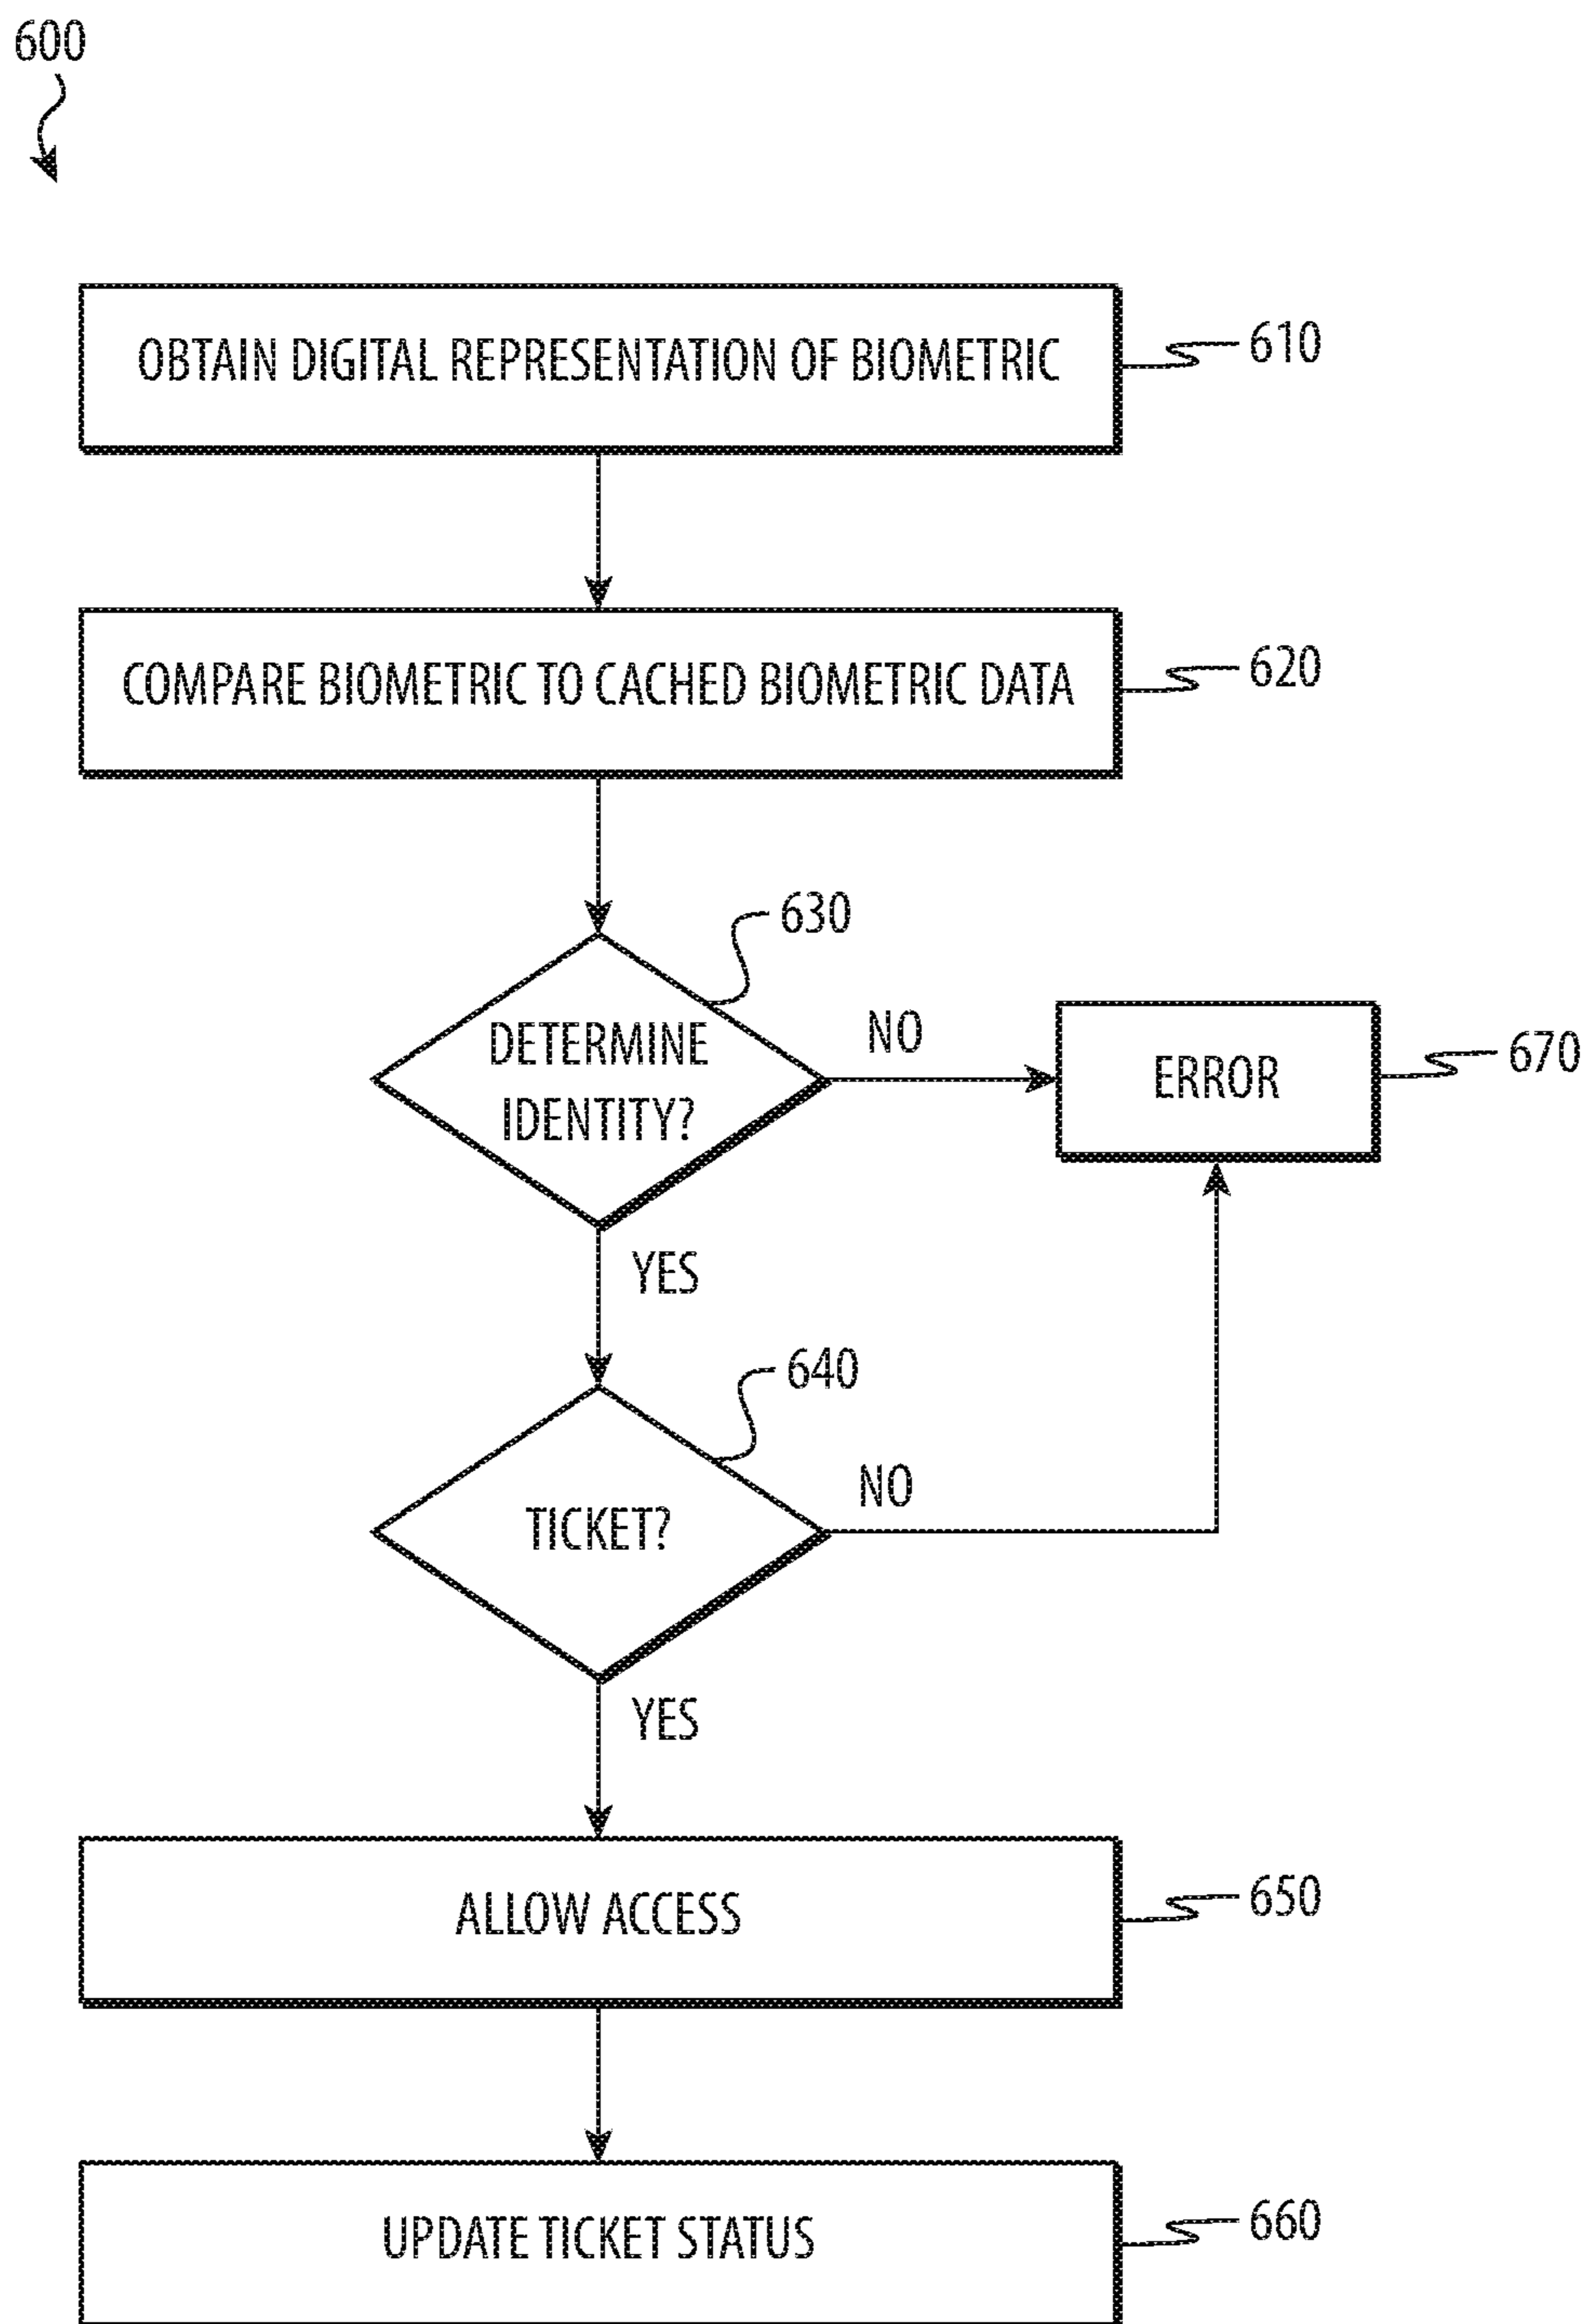 600
OBTAIN DIGITAL REPRESENTATION OF BIOMETRIC
610
COMPARE BIOMETRIC TO CACHED BIOMETRIC DATA
620
630
DETERMINE
IDENTITY?
NO
ERROR
670
YES
640
TICKET?
NO
YES
ALLOW ACCESS
650
UPDATE TICKET STATUS
660